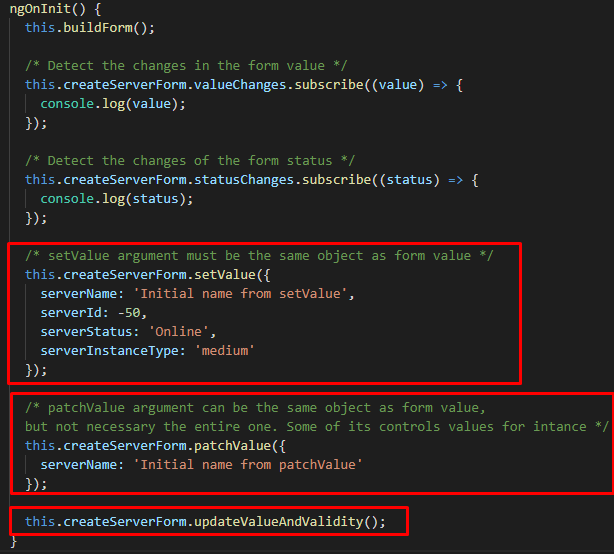 ngOnInit() {
this.buildForm();
/* Detect the changes in the form value */
this.createServerForm.valueChanges.subscribe((value) => {
console.log(value);
});
/* Detect the changes of the form status */
this.createServerForm.statusChanges.subscribe((status) => {
console.log(status);
});
/* setValue argument must be the same object as form value */
this.createServerForm.setValue({
serverName: 'Initial name from setValue',
serverId: -50,
serverStatus: 'Online',
serverInstanceType: 'medium'
});
/* patchValue argument can be the same object as form value,
but not necessary the entire one. Some of its controls values for intance */
this.createServerForm.patchValue({
serverName: 'Initial name from patchValue'
});
this.createServerForm.updateValueAndValidity();
}